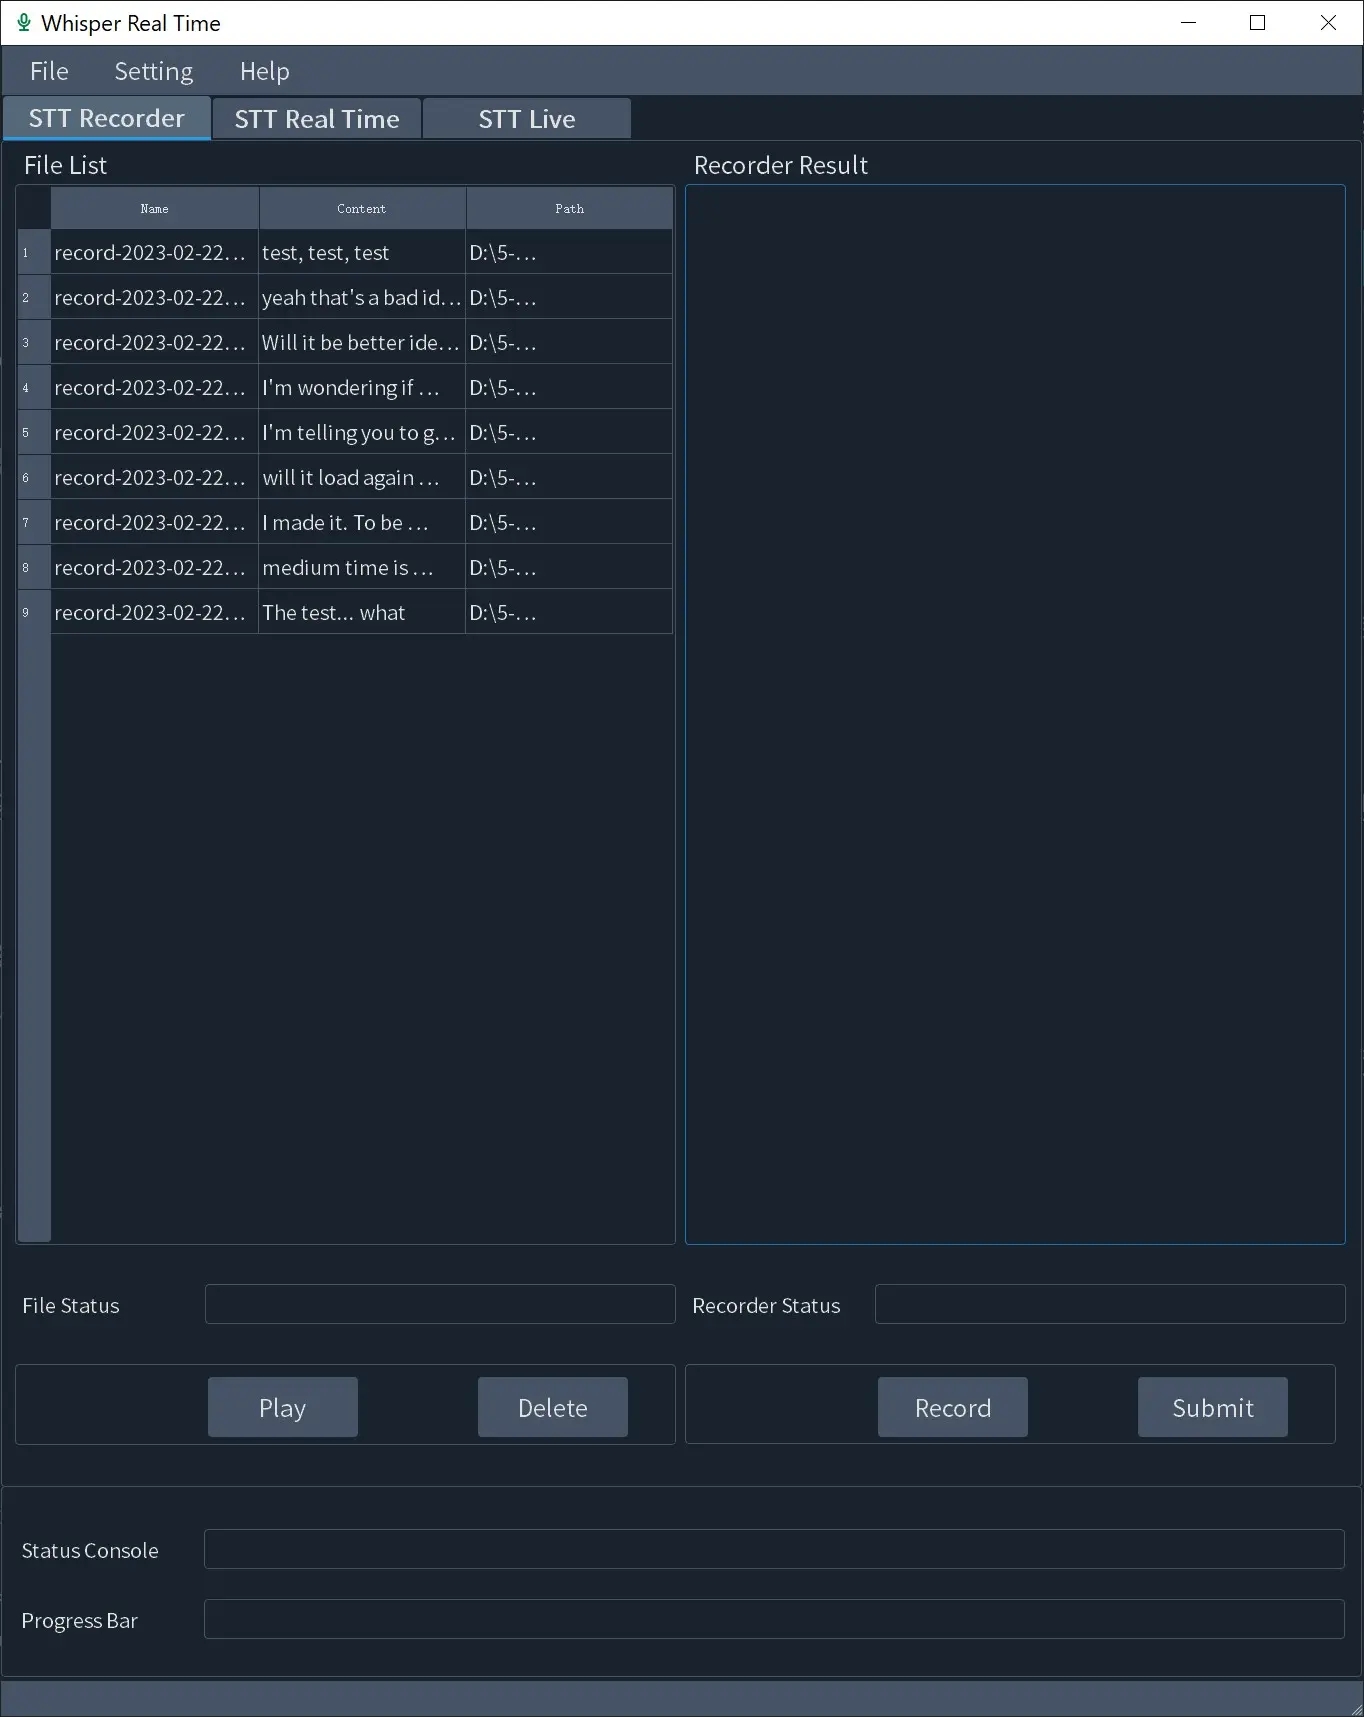 Whisper Real Time
File Setting Help
STT Recorder STT Real Time STT Live
File List
Name Content Path
1 record-2023-02-22... test, test, test D:\5-...
2 record-2023-02-22... yeah that's a bad id... D:\5-...
3 record-2023-02-22... Will it be better ide... D:\5-...
4 record-2023-02-22... I'm wondering if ... D:\5-...
5 record-2023-02-22... I'm telling you to g... D:\5-...
6 record-2023-02-22... will it load again ... D:\5-...
7 record-2023-02-22... I made it. To be ... D:\5-...
8 record-2023-02-22... medium time is ... D:\5-...
9 record-2023-02-22... The test... what D:\5-...
Recorder Result
File Status
Recorder Status
Play Delete
Record Submit
Status Console
Progress Bar